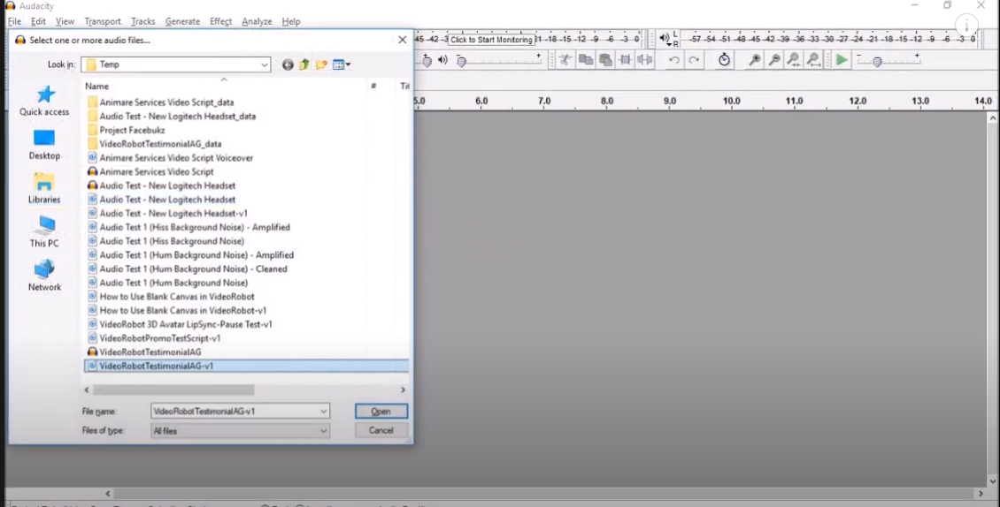 Audacity
File Edit View Transport Tracks Generate Effect Analyze Help
Select one or more audio files...
Click to Start Monitoring
-18 -15 -12 -9 -6 -3 0
L
R
-57 -54 -51 -48 -45 -42 -39 -36 -33 -30 -27 -24 -21 -18 -15 -12 -9 -6 -3 0
Look in: Temp
Name #
5.0 6.0 7.0 8.0 9.0 10.0 11.0 12.0 13.0 14.0
Quick access
Desktop
Libraries
This PC
Network
Animare Services Video Script_data
Audio Test - New Logitech Headset_data
Project Facebukz
VideoRobotTestimonialAG_data
Animare Services Video Script Voiceover
Animare Services Video Script
Audio Test - New Logitech Headset
Audio Test - New Logitech Headset
Audio Test - New Logitech Headset-v1
Audio Test 1 (Hiss Background Noise) - Amplified
Audio Test 1 (Hiss Background Noise)
Audio Test 1 (Hum Background Noise) - Amplified
Audio Test 1 (Hum Background Noise) - Cleaned
Audio Test 1 (Hum Background Noise)
How to Use Blank Canvas in VideoRobot
How to Use Blank Canvas in VideoRobot-v1
VideoRobot 3D Avatar LipSync-Pause Test-v1
VideoRobotPromoTestScript-v1
VideoRobotTestimonialAG
VideoRobotTestimonialAG-v1
File name: VideoRobotTestimonialAG-v1 Open
Files of type: All files Cancel